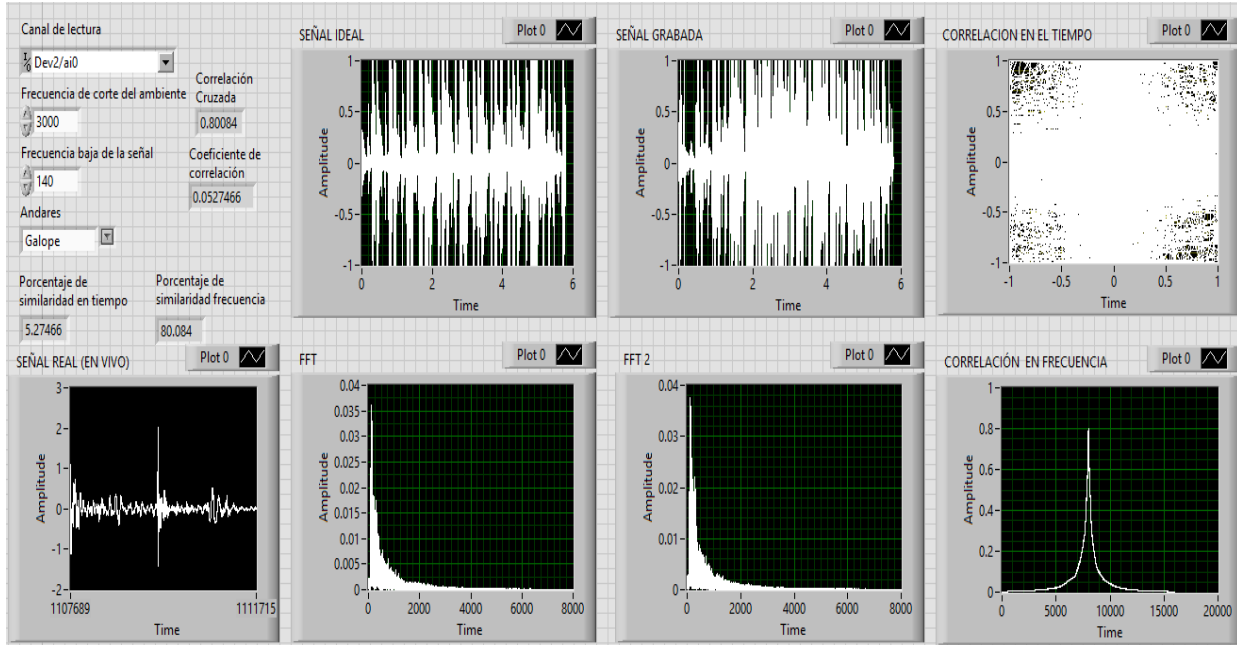 Canal de lectura
Dev2/ai0
Frecuencia de corte del ambiente
3000
Correlación
Cruzada
0.80084
Frecuencia baja de la señal
140
Coeficiente de
correlación
0.0527466
Andares
Galope
Porcentaje de
similaridad en tiempo
5.27466
Porcentaje de
similaridad frecuencia
80.084
SEÑAL IDEAL
Plot 0
Amplitude
1-
0.5-
0-
-0.5-
-1-
0 2 4 6
Time
SEÑAL GRABADA
Plot 0
Amplitude
1-
0.5-
0-
-0.5-
-1-
0 2 4 6
Time
CORRELACION EN EL TIEMPO
Plot 0
Amplitude
1-
0.5-
0-
-0.5-
-1-
-1 -0.5 0 0.5 1
Time
SEÑAL REAL (EN VIVO)
Plot 0
Amplitude
3-
2-
1-
0-
-1-
-2-
1107689 1111715
Time
FFT
Plot 0
Amplitude
0.04-
0.035-
0.03-
0.025-
0.02-
0.015-
0.01-
0.005-
0-
0 2000 4000 6000 8000
Time
FFT 2
Plot 0
Amplitude
0.04-
0.03-
0.02-
0.01-
0-
0 2000 4000 6000 8000
Time
CORRELACIÓN EN FRECUENCIA
Plot 0
Amplitude
1-
0.8-
0.6-
0.4-
0.2-
0-
0 5000 10000 15000 20000
Time